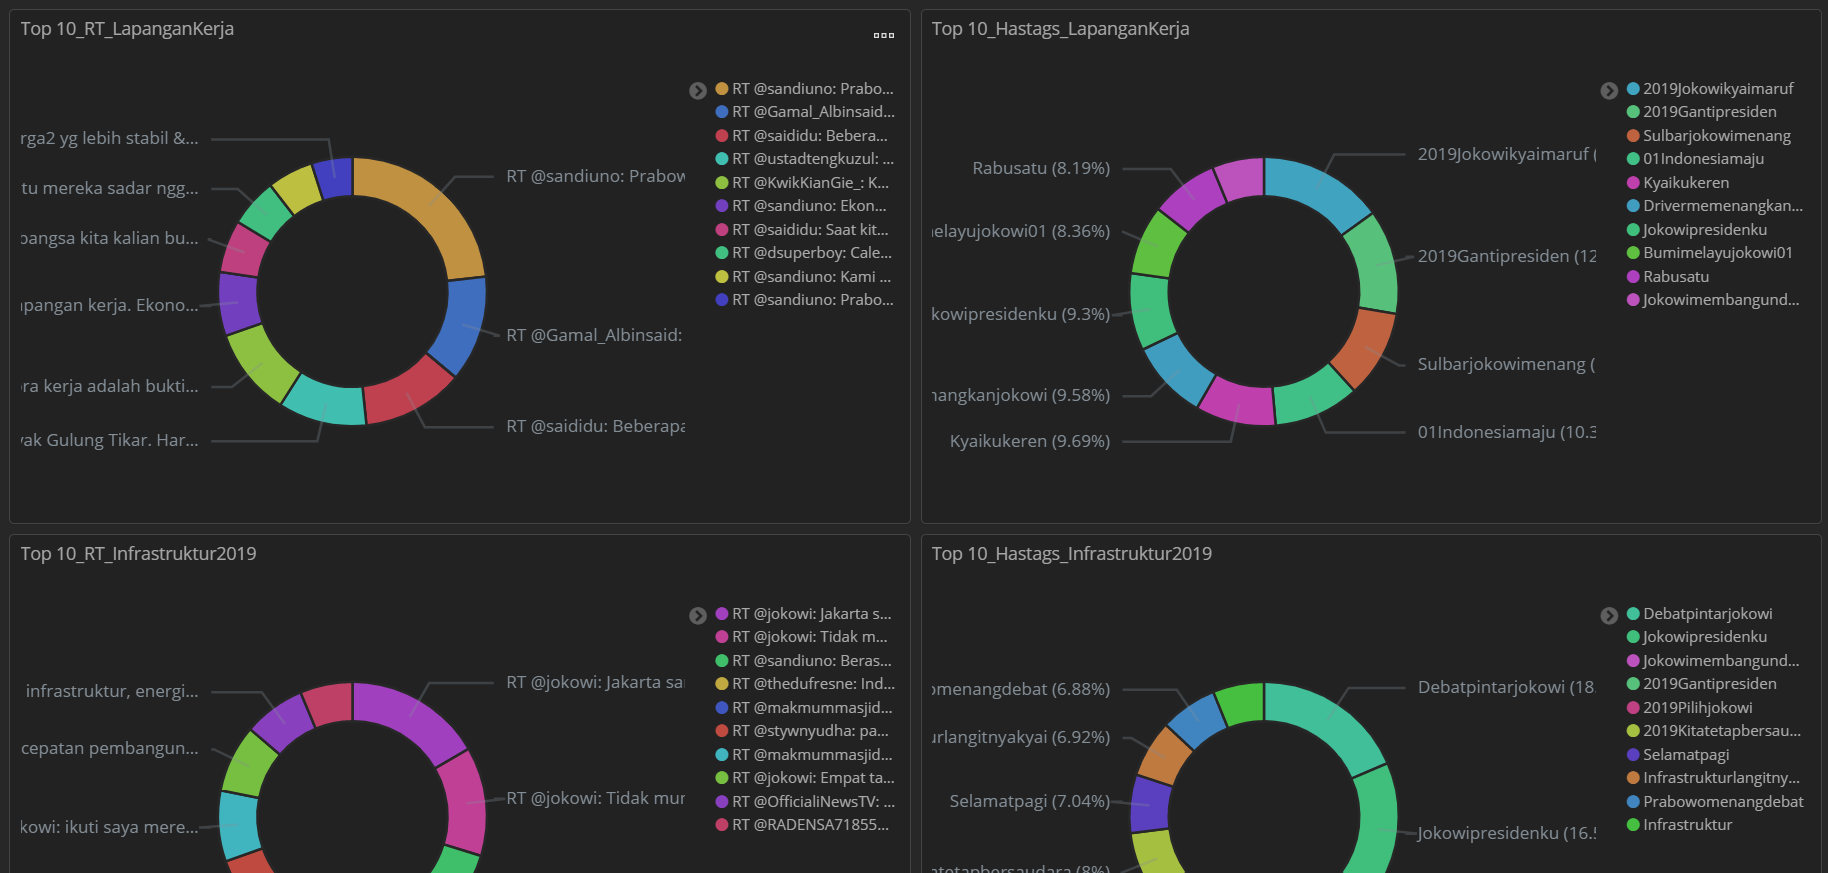 Top 10_RT_LapanganKerja
RT @sandiuno: Prabo...
RT @Gamal_Albinsaid...
RT @saididu: Bebera...
RT @ustadtengkuzul: ...
RT @KwikKianGie_: K...
RT @sandiuno: Ekon...
RT @saididu: Saat kit...
RT @dsuperboy: Cale...
RT @sandiuno: Kami ...
RT @sandiuno: Prabo...
rga2 yg lebih stabil &...
tu mereka sadar ngg...
bangsa kita kalian bu...
apangan kerja. Ekono...
ra kerja adalah bukti...
yak Gulung Tikar. Har...
RT @sandiuno: Prabow
RT @Gamal_Albinsaid:
RT @saididu: Beberapa
Top 10_Hastags_LapanganKerja
2019Jokowikyaimaruf
2019Gantipresiden
Sulbarjokowimenang
01Indonesiamaju
Kyaikukeren
Drivermemenangkan...
Jokowipresidenku
Bumimelayujokowi01
Rabusatu
Jokowimembangund...
Rabusatu (8.19%)
elayujokowi01 (8.36%)
kowipresidenku (9.3%)
nangkanjokowi (9.58%)
Kyaikukeren (9.69%)
2019Jokowikyaimaruf (
2019Gantipresiden (12
Sulbarjokowimenang (
01Indonesiamaju (10.3
Top 10_RT_Infrastruktur2019
RT @jokowi: Jakarta s...
RT @jokowi: Tidak m...
RT @sandiuno: Beras...
RT @thedufresne: Ind...
RT @makmummasjid...
RT @stywnyudha: pa...
RT @makmummasjid...
RT @jokowi: Empat ta...
RT @OfficialiNewsTV: ...
RT @RADENSA71855...
infrastruktur, energi...
cepatan pembangun...
kowi: ikuti saya mere...
RT @jokowi: Jakarta sa
RT @jokowi: Tidak mu
Top 10_Hastags_Infrastruktur2019
Debatpintarjokowi
Jokowipresidenku
Jokowimembangund...
2019Gantipresiden
2019Pilihjokowi
2019Kitatetapbersau...
Selamatpagi
Infrastrukturlangitny...
Prabowomenangdebat
Infrastruktur
omenangdebat (6.88%)
urlangitnyakyai (6.92%)
Selamatpagi (7.04%)
atetapbersaudara (8%)
Debatpintarjokowi (18.
Jokowipresidenku (16.5